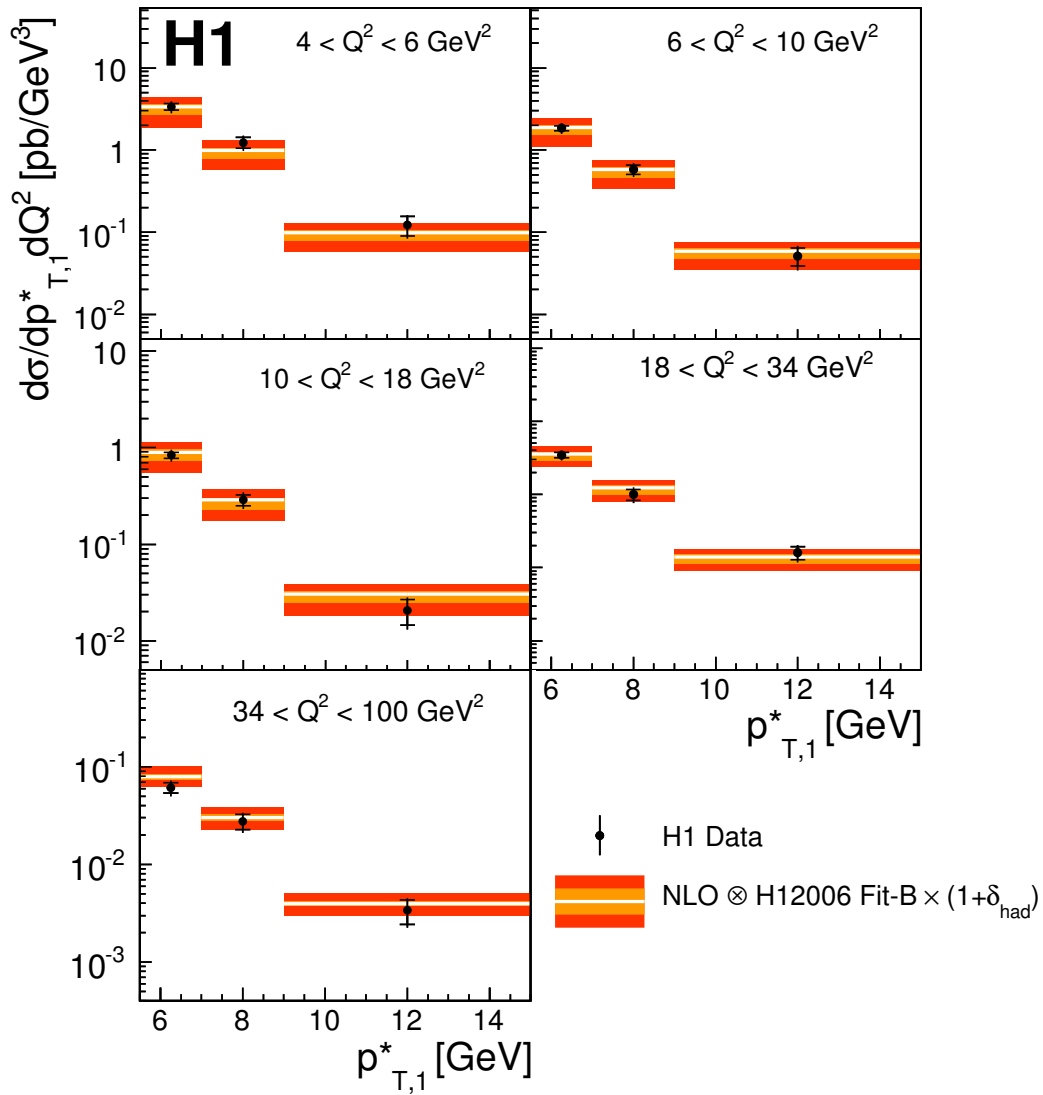 H1
4 < Q² < 6 GeV²
6 < Q² < 10 GeV²
dσ/dp*T,1 dQ² [pb/GeV³]
10
1
10⁻¹
10⁻²
10 < Q² < 18 GeV²
18 < Q² < 34 GeV²
10
1
10⁻¹
10⁻²
34 < Q² < 100 GeV²
6 8 10 12 14
p*T,1 [GeV]
10⁻¹
10⁻²
10⁻³
H1 Data
NLO ⊗ H12006 Fit-B × (1+δhad)
6 8 10 12 14
p*T,1 [GeV]